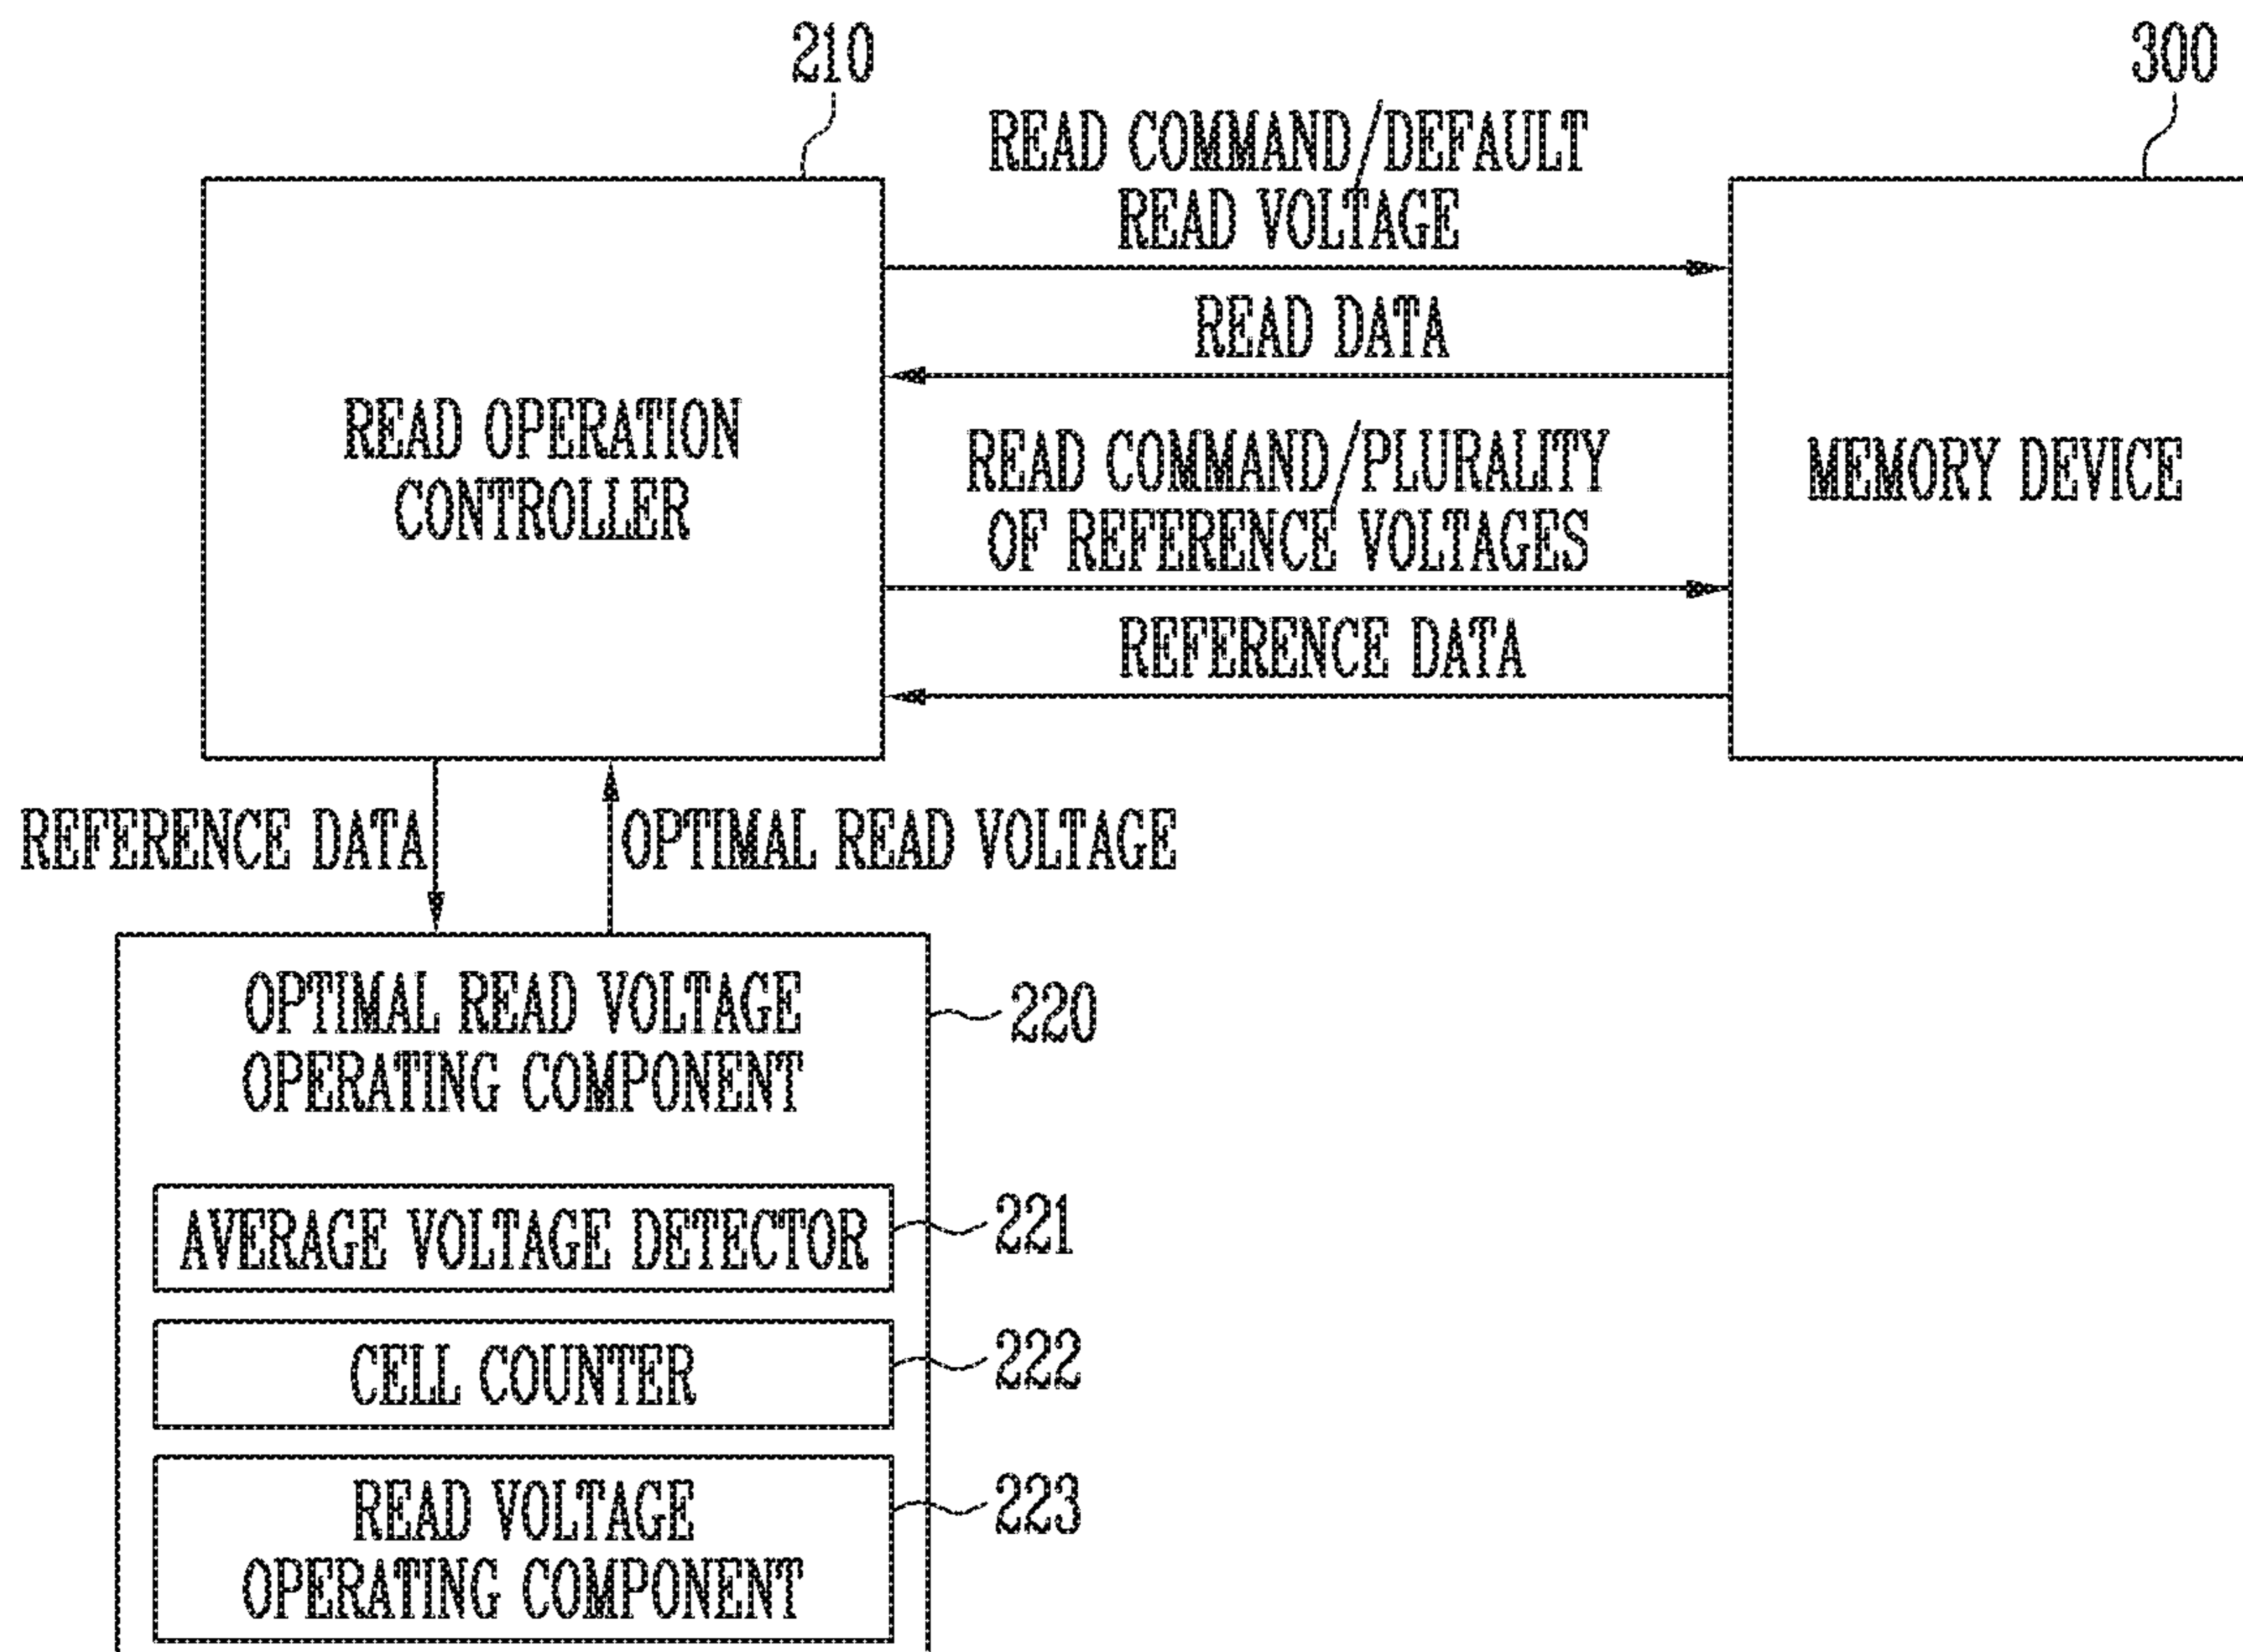 210
300
READ COMMAND/DEFAULT
READ VOLTAGE
READ DATA
READ OPERATION
CONTROLLER
READ COMMAND/PLURALITY
OF REFERENCE VOLTAGES
MEMORY DEVICE
REFERENCE DATA
REFERENCE DATA
OPTIMAL READ VOLTAGE
OPTIMAL READ VOLTAGE
OPERATING COMPONENT
220
AVERAGE VOLTAGE DETECTOR
221
CELL COUNTER
222
READ VOLTAGE
OPERATING COMPONENT
223